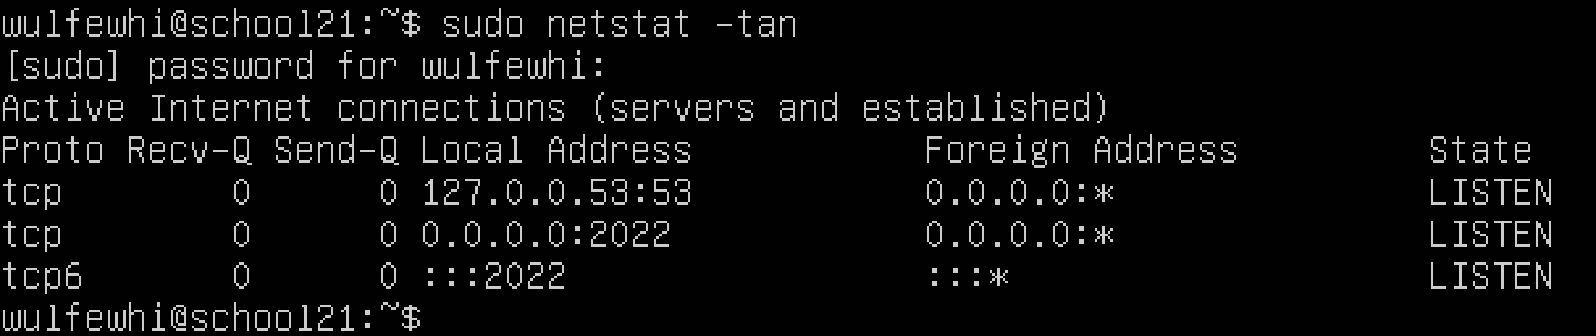 wulfewhi@school21:~$ sudo netstat -tan
[sudo] password for wulfewhi:
Active Internet connections (servers and established)
Proto Recv-Q Send-Q Local Address           Foreign Address         State
tcp        0      0 127.0.0.53:53           0.0.0.0:*               LISTEN
tcp        0      0 0.0.0.0:2022            0.0.0.0:*               LISTEN
tcp6       0      0 :::2022                 :::*                    LISTEN
wulfewhi@school21:~$